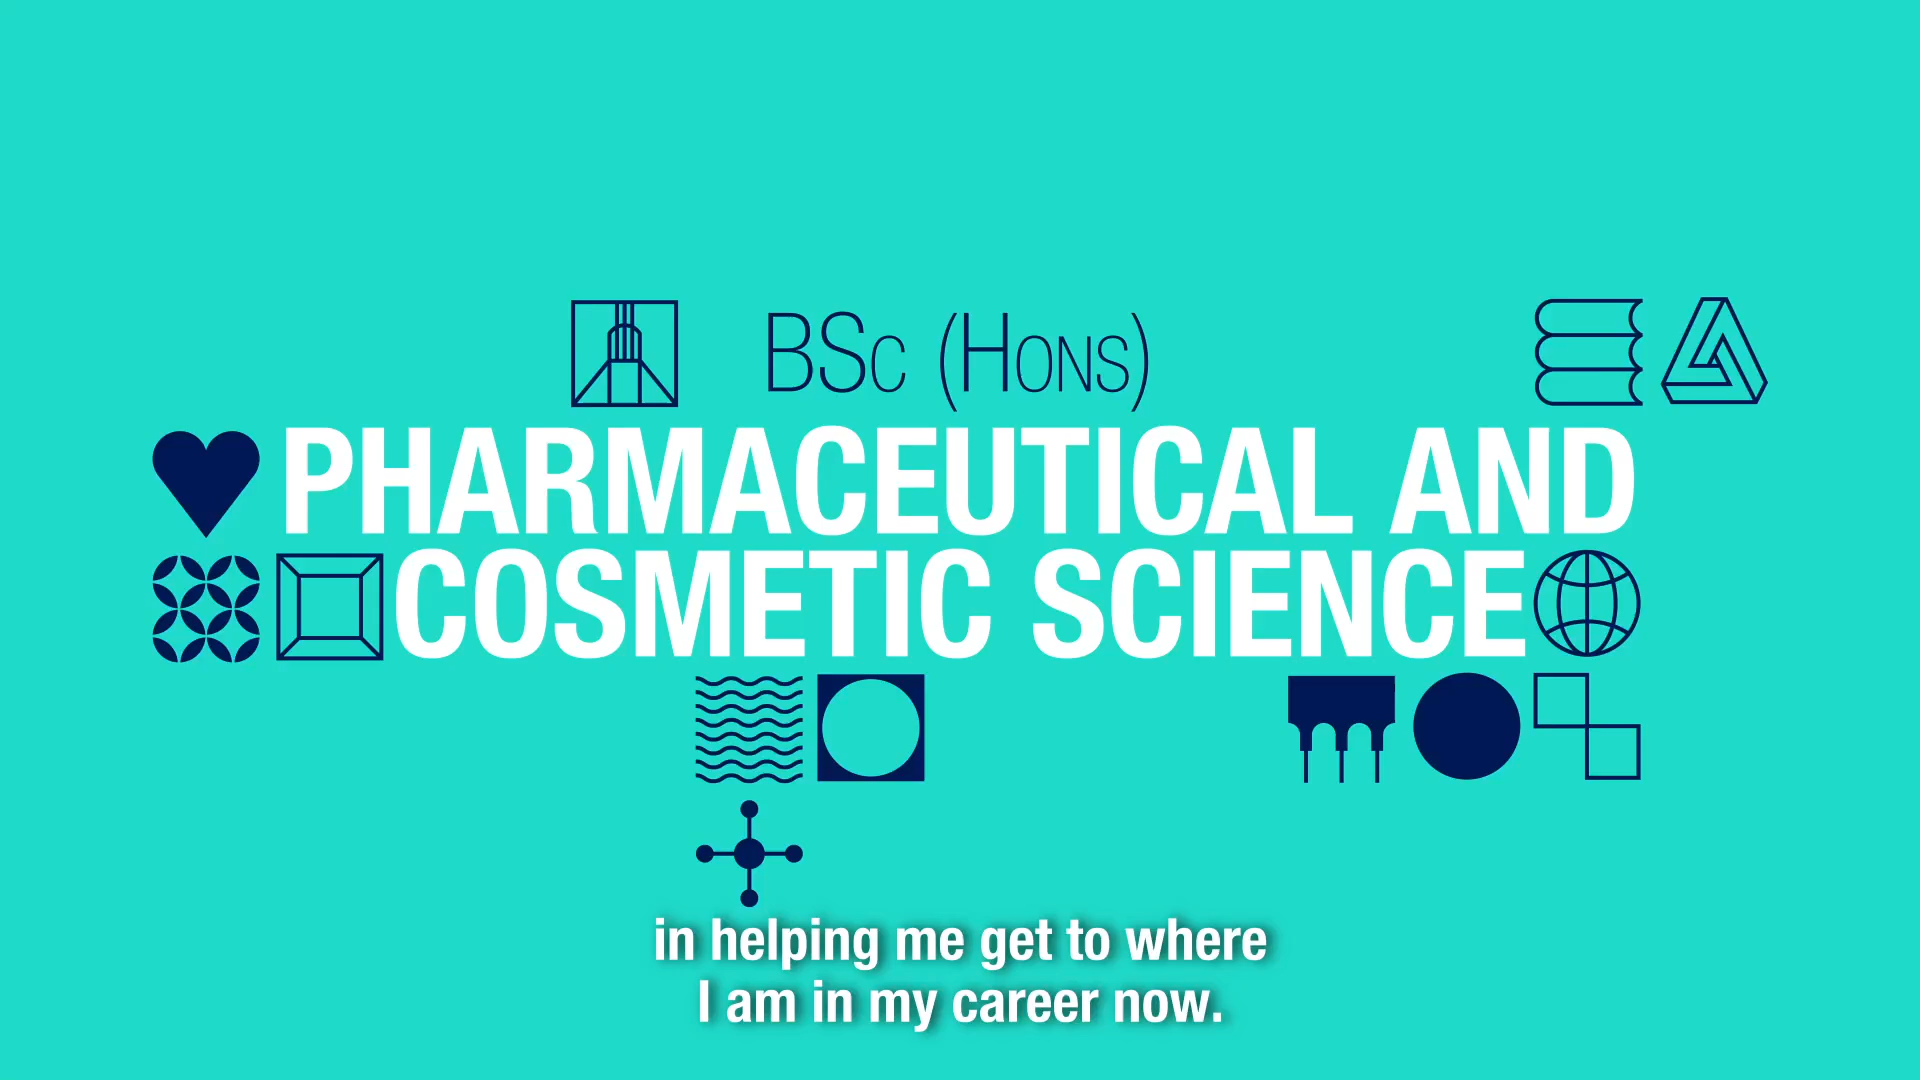 BSc (Hons)
PHARMACEUTICAL AND
COSMETIC SCIENCE
in helping me get to where
I am in my career now.